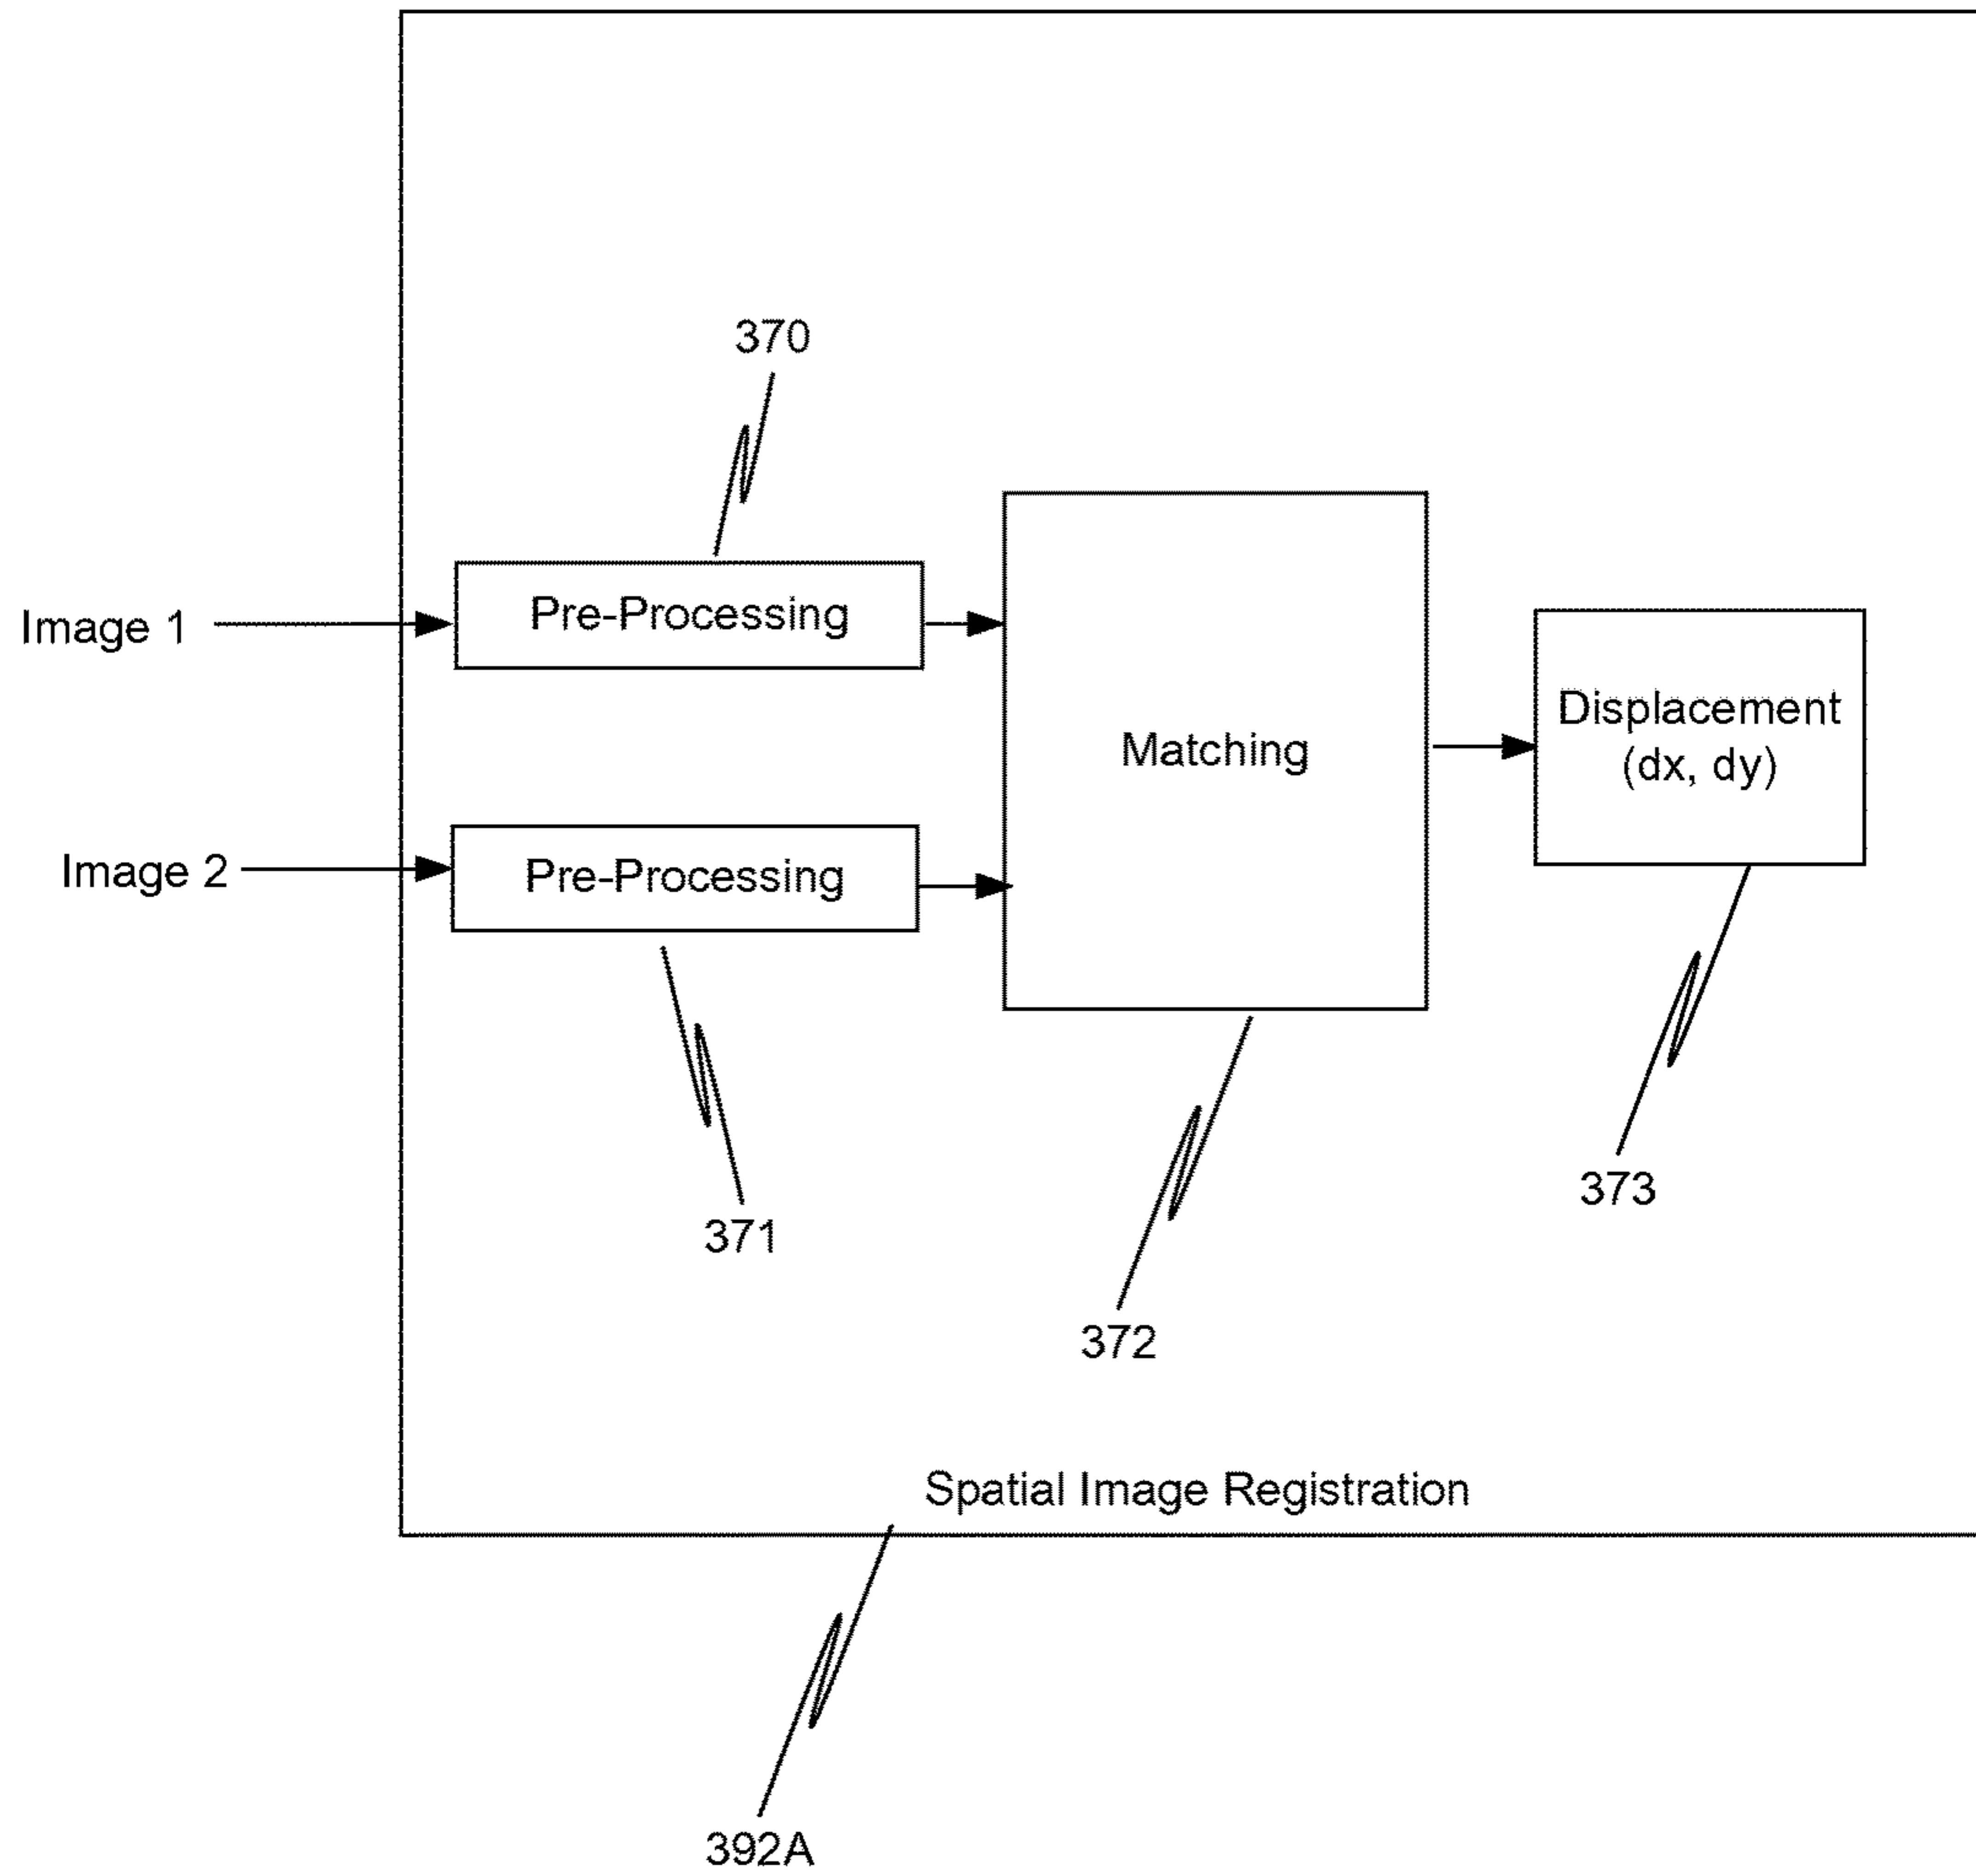 370
Image 1
Pre-Processing
Matching
Displacement
(dx, dy)
Image 2
Pre-Processing
371
373
372
Spatial Image Registration
392A